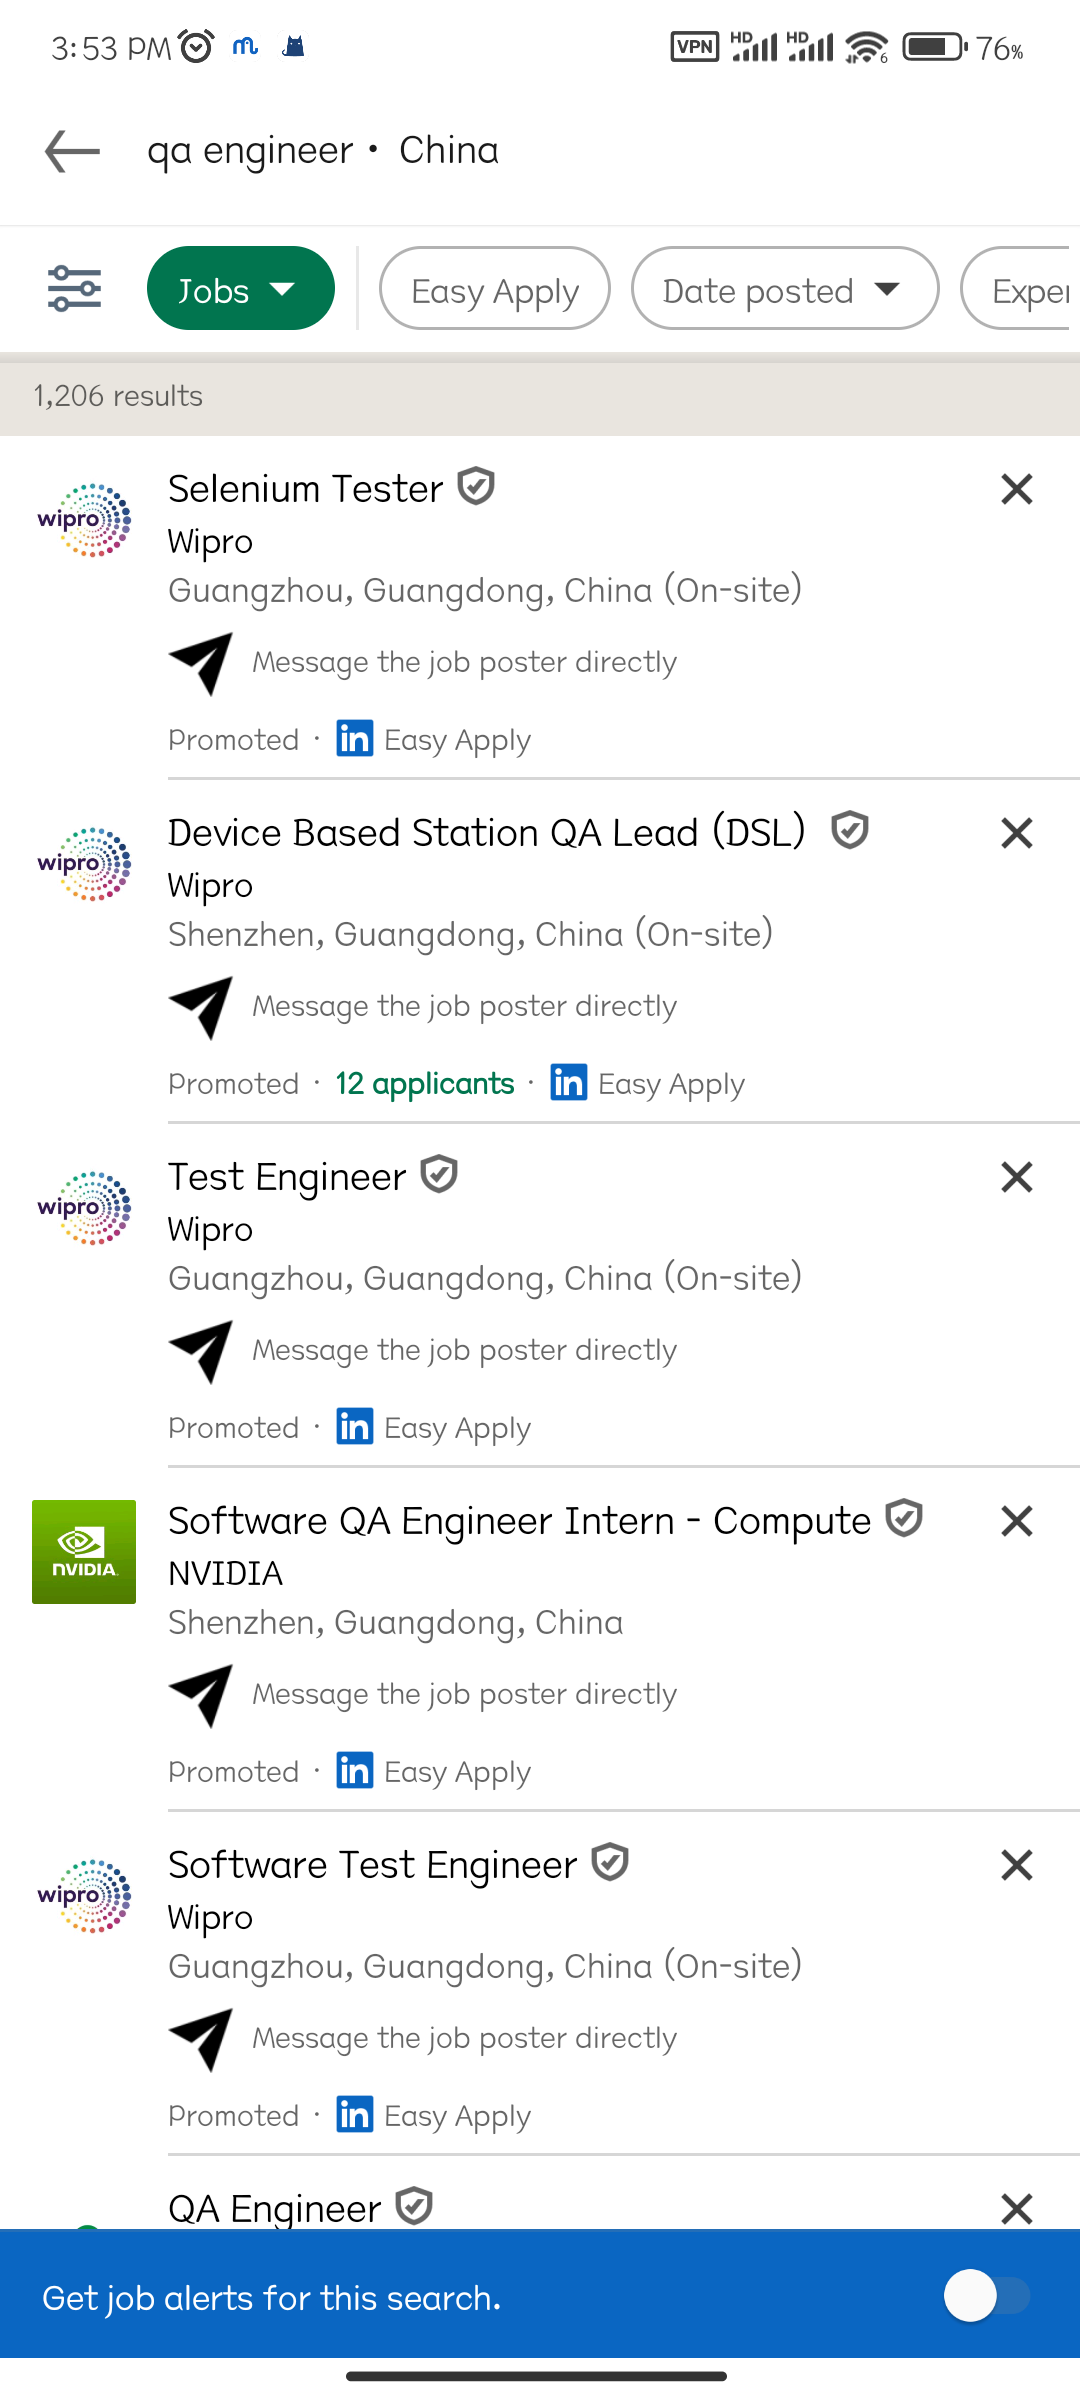 3:53 PM VPN HD HD 6 76%
qa engineer • China
Jobs Easy Apply Date posted Exper
1,206 results
Selenium Tester
wipro
Wipro
Guangzhou, Guangdong, China (On-site)
Message the job poster directly
Promoted · in Easy Apply
Device Based Station QA Lead (DSL)
wipro
Wipro
Shenzhen, Guangdong, China (On-site)
Message the job poster directly
Promoted · 12 applicants · in Easy Apply
Test Engineer
wipro
Wipro
Guangzhou, Guangdong, China (On-site)
Message the job poster directly
Promoted · in Easy Apply
Software QA Engineer Intern - Compute
NVIDIA
NVIDIA
Shenzhen, Guangdong, China
Message the job poster directly
Promoted · in Easy Apply
Software Test Engineer
wipro
Wipro
Guangzhou, Guangdong, China (On-site)
Message the job poster directly
Promoted · in Easy Apply
QA Engineer
Get job alerts for this search.